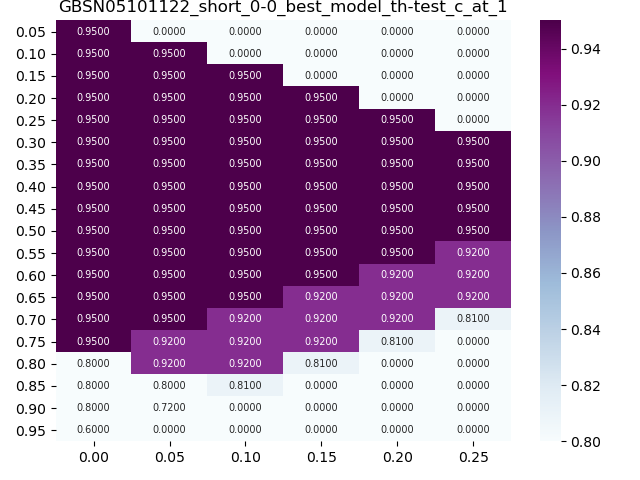 GBSN05101122_short_0-0_best_model_th-test_c_at_1
0.05 0.9500 0.0000 0.0000 0.0000 0.0000 0.0000
0.10 0.9500 0.9500 0.0000 0.0000 0.0000 0.0000
0.15 0.9500 0.9500 0.9500 0.0000 0.0000 0.0000
0.20 0.9500 0.9500 0.9500 0.9500 0.0000 0.0000
0.25 0.9500 0.9500 0.9500 0.9500 0.9500 0.0000
0.30 0.9500 0.9500 0.9500 0.9500 0.9500 0.9500
0.35 0.9500 0.9500 0.9500 0.9500 0.9500 0.9500
0.40 0.9500 0.9500 0.9500 0.9500 0.9500 0.9500
0.45 0.9500 0.9500 0.9500 0.9500 0.9500 0.9500
0.50 0.9500 0.9500 0.9500 0.9500 0.9500 0.9500
0.55 0.9500 0.9500 0.9500 0.9500 0.9500 0.9200
0.60 0.9500 0.9500 0.9500 0.9500 0.9200 0.9200
0.65 0.9500 0.9500 0.9500 0.9200 0.9200 0.9200
0.70 0.9500 0.9500 0.9200 0.9200 0.9200 0.8100
0.75 0.9500 0.9200 0.9200 0.9200 0.8100 0.0000
0.80 0.8000 0.9200 0.9200 0.8100 0.0000 0.0000
0.85 0.8000 0.8000 0.8100 0.0000 0.0000 0.0000
0.90 0.8000 0.7200 0.0000 0.0000 0.0000 0.0000
0.95 0.6000 0.0000 0.0000 0.0000 0.0000 0.0000
0.00 0.05 0.10 0.15 0.20 0.25
0.94
0.92
0.90
0.88
0.86
0.84
0.82
0.80